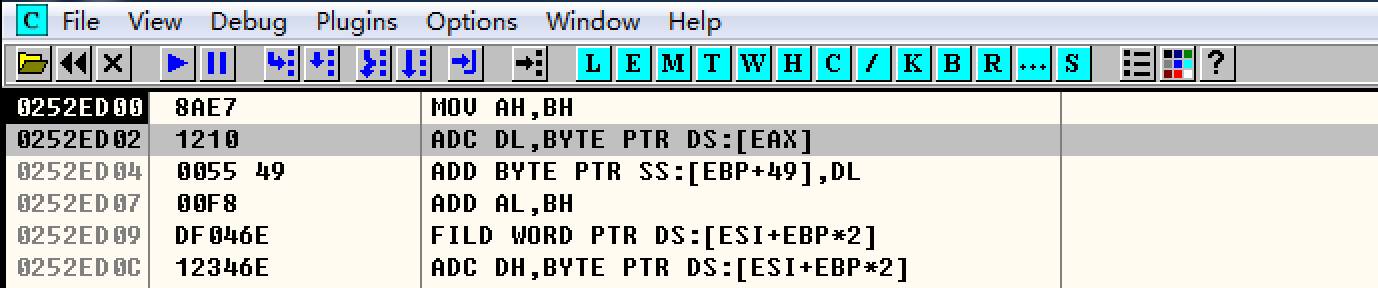 C File View Debug Plugins Options Window Help
L E M T W H C / K B R ... S ?
0252ED00 8AE7 MOV AH,BH
0252ED02 1210 ADC DL,BYTE PTR DS:[EAX]
0252ED04 0055 49 ADD BYTE PTR SS:[EBP+49],DL
0252ED07 00F8 ADD AL,BH
0252ED09 DF046E FILD WORD PTR DS:[ESI+EBP*2]
0252ED0C 12346E ADC DH,BYTE PTR DS:[ESI+EBP*2]